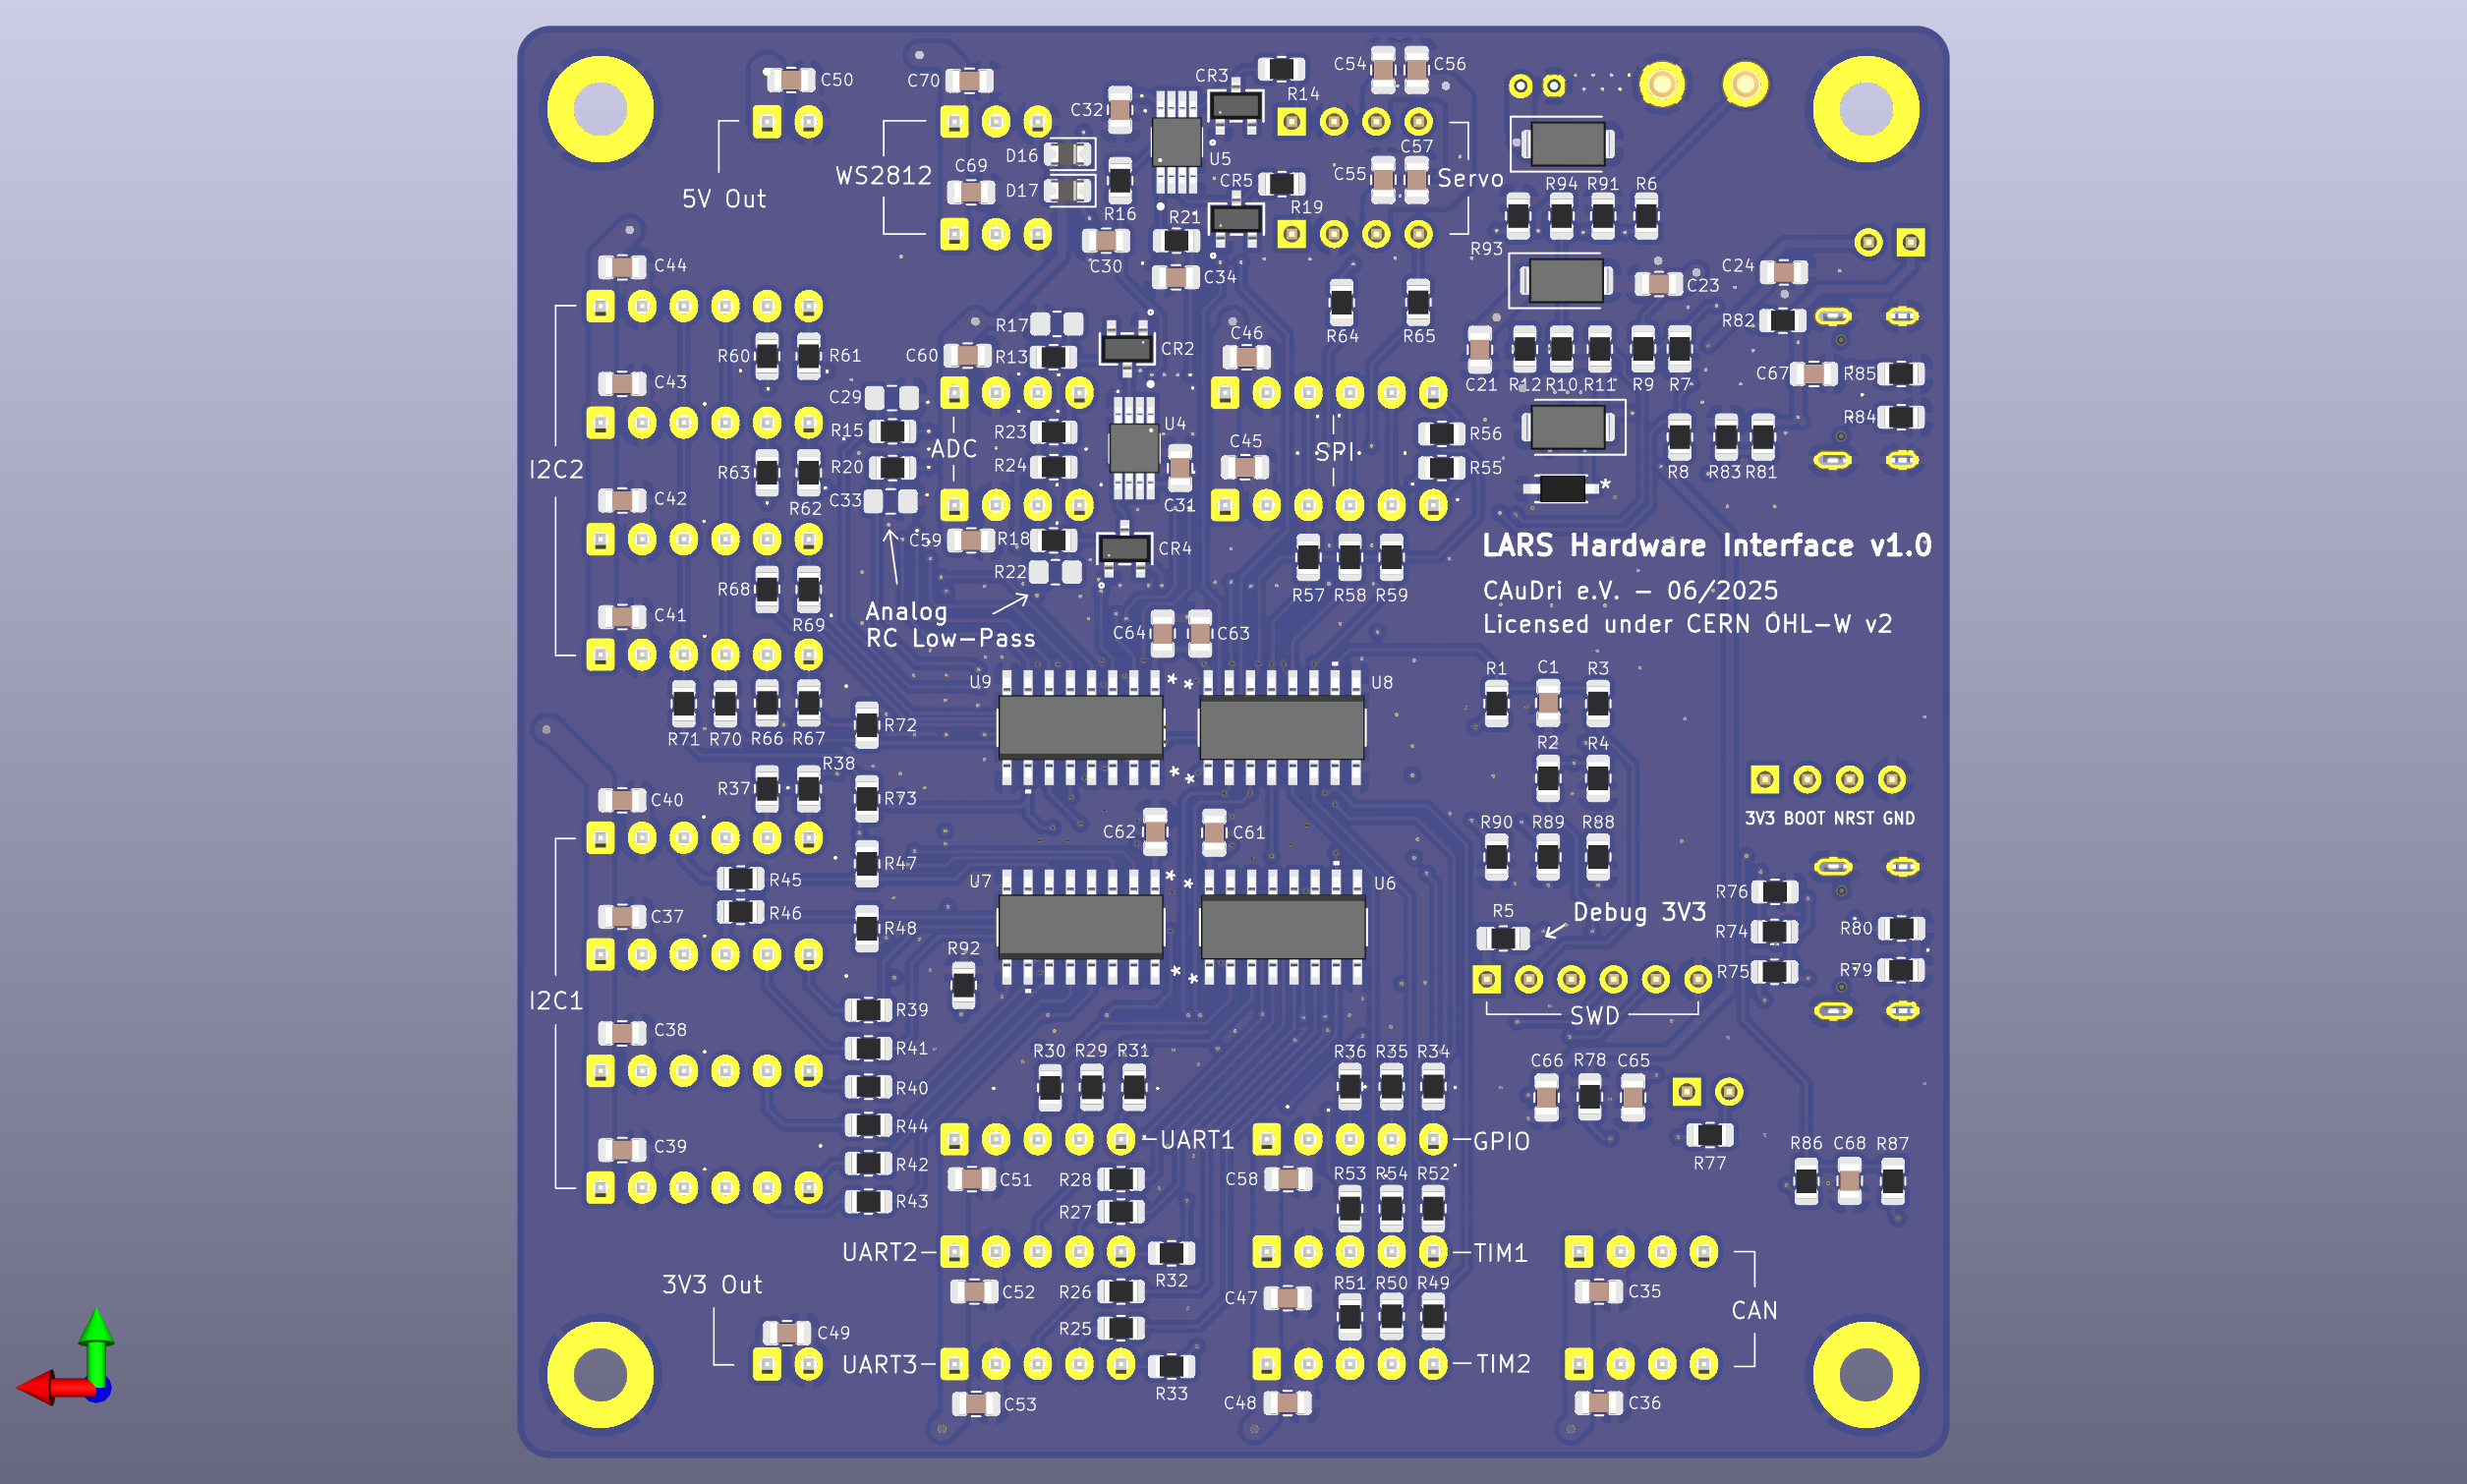 C50
C70
C32
CR3
R14
C54
C56
5V Out
WS2812
D16
C69
D17
R16
U5
CR5
R21
R19
C57
C55
Servo
R94
R91
R6
R93
C44
C30
C34
C24
C23
R64
R65
R82
R60
R61
C60
R17
R13
CR2
C46
C21
R12
R10
R11
R9
R7
C67
R85
C43
C29
R15
ADC
R23
U4
SPI
R56
R84
I2C2
R63
R62
R20
C33
R24
C31
C45
R55
R8
R83
R81
*
C42
C59
R18
CR4
R22
R57
R58
R59
LARS Hardware Interface v1.0
CAuDri e.V. - 06/2025
Licensed under CERN OHL-W v2
R68
R69
C41
Analog
RC Low-Pass
C64
C63
U9
* *
U8
R1
C1
R3
R71
R70
R66
R67
R72
R2
R4
* *
C40
R37
R38
R73
C62
C61
R90
R89
R88
3V3 BOOT NRST GND
R47
R45
R46
U7
* *
U6
C37
R48
R92
* *
R5
Debug 3V3
R76
R74
R75
R80
R79
I2C1
SWD
C38
R39
R41
R40
R44
R42
R43
R30
R29
R31
R36
R35
R34
C66
R78
C65
R77
C39
UART1
GPIO
R86
C68
R87
C51
R28
R27
C58
R53
R54
R52
UART2
R32
TIM1
3V3 Out
C52
R26
R25
C47
R51
R50
R49
C35
CAN
C49
UART3
R33
TIM2
C53
C48
C36